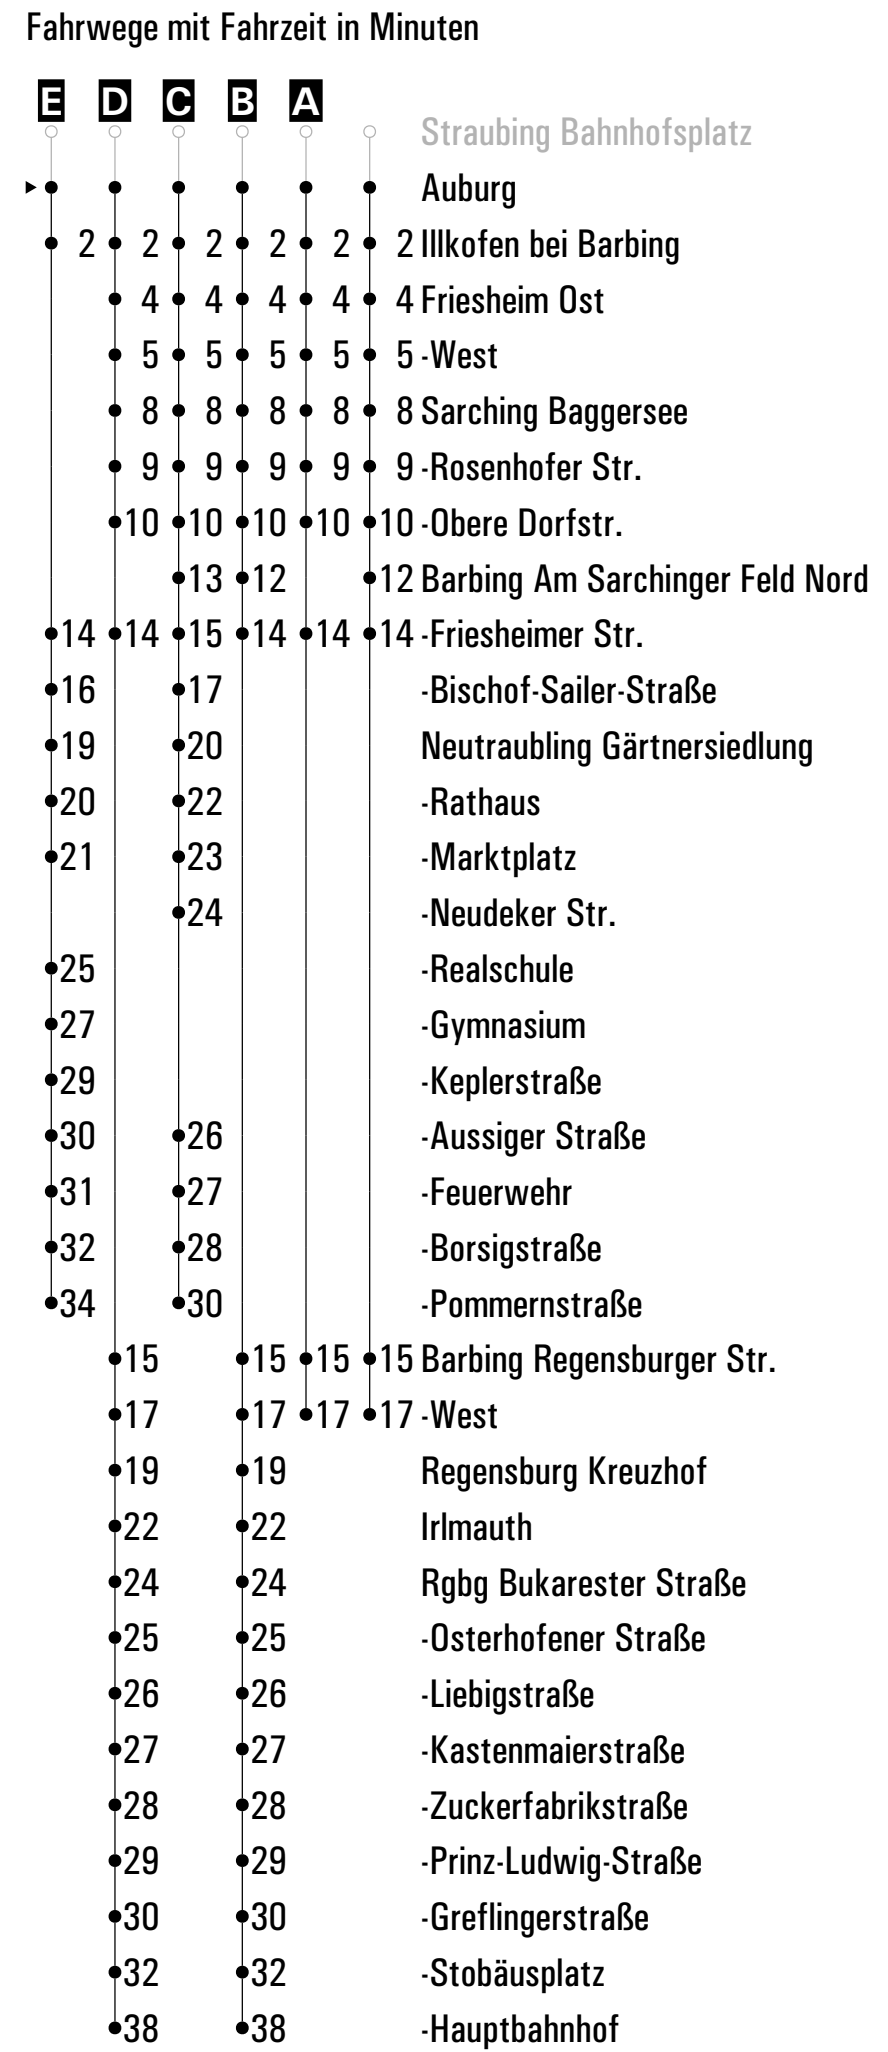 Fahrwege mit Fahrzeit in Minuten
E D C B A
Straubing Bahnhofsplatz
Auburg
2 2 2 2 2 2 Illkofen bei Barbing
4 4 4 4 4 Friesheim Ost
5 5 5 5 5 -West
8 8 8 8 8 Sarching Baggersee
9 9 9 9 9 -Rosenhofer Str.
10 10 10 10 10 -Obere Dorfstr.
13 12 12 Barbing Am Sarchinger Feld Nord
14 14 15 14 14 14 -Friesheimer Str.
16 17 -Bischof-Sailer-Straße
19 20 Neutraubling Gärtnersiedlung
20 22 -Rathaus
21 23 -Marktplatz
24 -Neudeker Str.
25 -Realschule
27 -Gymnasium
29 -Keplerstraße
30 26 -Aussiger Straße
31 27 -Feuerwehr
32 28 -Borsigstraße
34 30 -Pommernstraße
15 15 15 15 Barbing Regensburger Str.
17 17 17 17 -West
19 19 Regensburg Kreuzhof
22 22 Irlmauth
24 24 Rgbg Bukarester Straße
25 25 -Osterhofener Straße
26 26 -Liebigstraße
27 27 -Kastenmaierstraße
28 28 -Zuckerfabrikstraße
29 29 -Prinz-Ludwig-Straße
30 30 -Greflingerstraße
32 32 -Stobäusplatz
38 38 -Hauptbahnhof